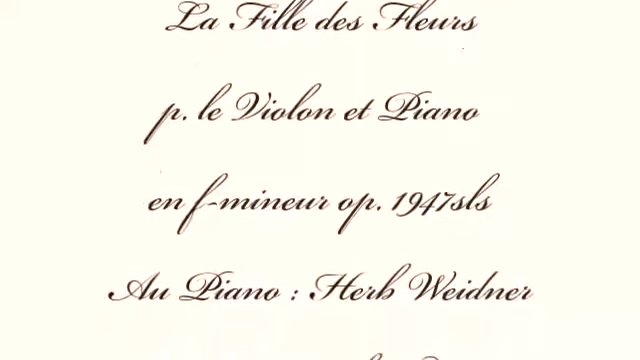 La Fille des Fleurs
p. le Violon et Piano
en f-mineur op. 1947sls
Au Piano : Herb Weidner